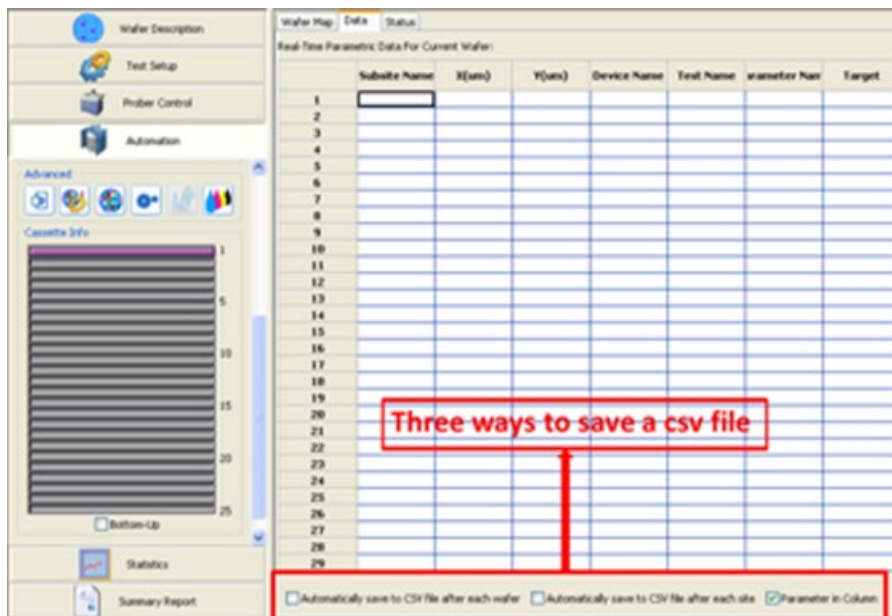 Wafer Description
Test Setup
Prober Control
Automation
Advanced
Cassette Info
1
5
10
15
20
25
Bottom-Up
Statistics
Summary Report
Wafer Map Data Status
Real-Time Parametric Data For Current Wafer:
Subsite Name X(um) Y(um) Device Name Test Name arameter Nam Target
1
2
3
4
5
6
7
8
9
10
11
12
13
14
15
16
17
18
19
20
21
22
23
24
25
26
27
28
29
Three ways to save a csv file
Automatically save to CSV file after each wafer Automatically save to CSV file after each site Parameter in Column